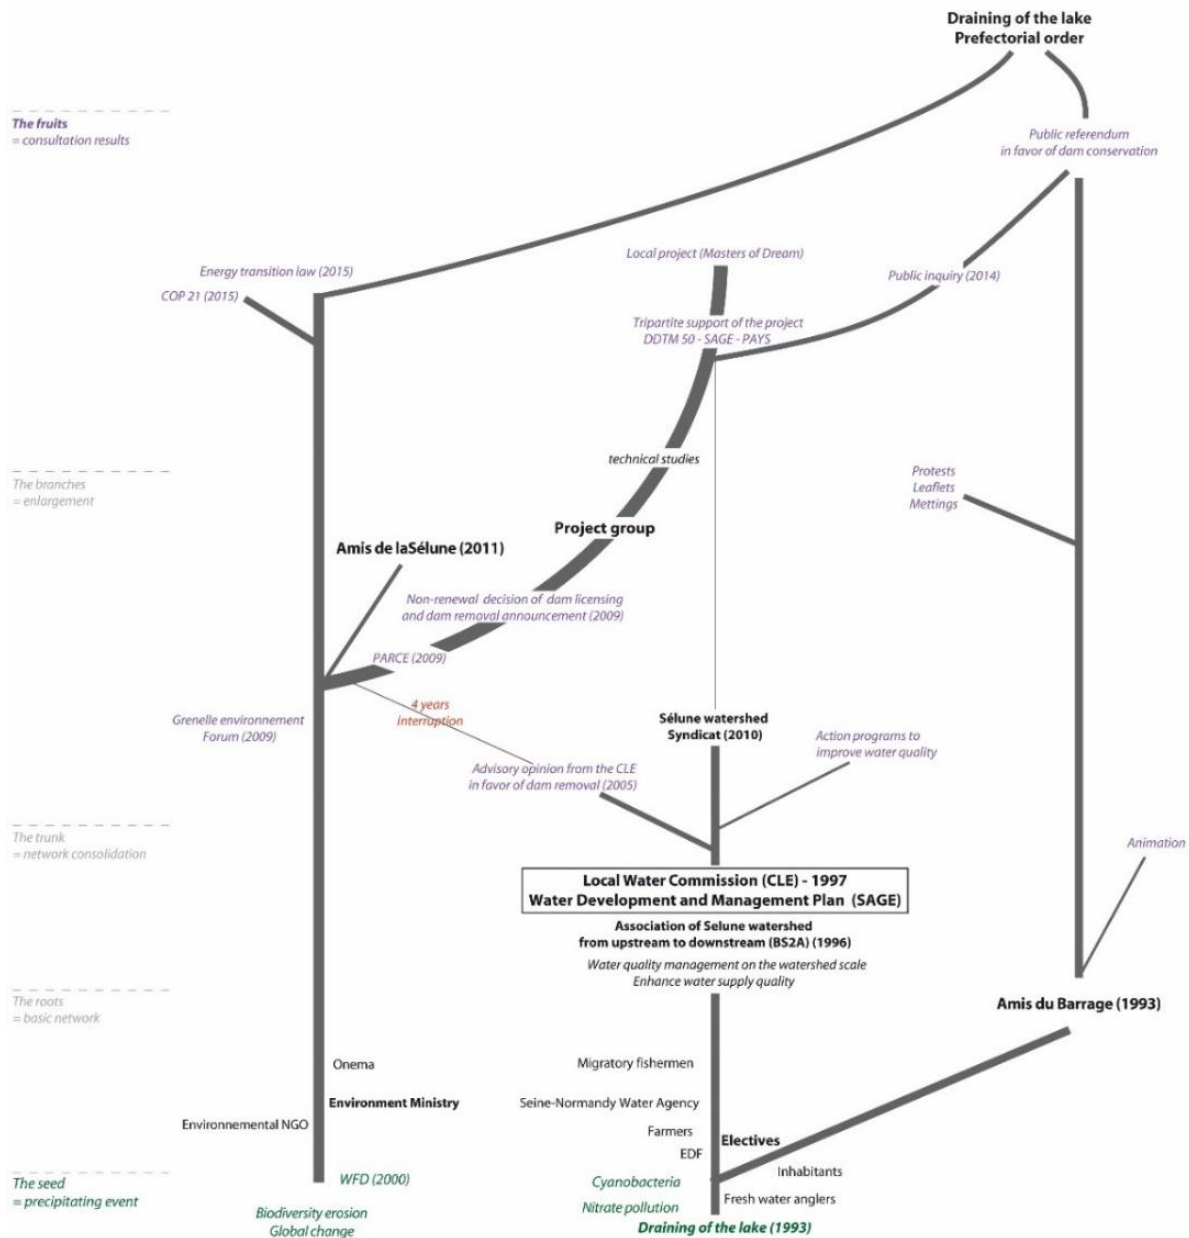 Draining of the lake
Prefectorial order
The fruits
= consultation results
Public referendum
in favor of dam conservation
Local project (Masters of Dream)
Energy transition law (2015)
COP 21 (2015)
Public inquiry (2014)
Tripartite support of the project
DDTM 50 - SAGE - PAYS
technical studies
The branches
= enlargement
Protests
Leaflets
Mettings
Project group
Amis de laSélune (2011)
Non-renewal decision of dam licensing
and dam removal announcement (2009)
PARCE (2009)
4 years
interruption
Grenelle environnement
Forum (2009)
Sélune watershed
Syndicat (2010)
Action programs to
improve water quality
Advisory opinion from the CLE
in favor of dam removal (2005)
The trunk
= network consolidation
Animation
Local Water Commission (CLE) - 1997
Water Development and Management Plan (SAGE)
Association of Selune watershed
from upstream to downstream (BS2A) (1996)
Water quality management on the watershed scale
Enhance water supply quality
The roots
= basic network
Amis du Barrage (1993)
Onema
Migratory fishermen
Environment Ministry
Seine-Normandy Water Agency
Environnemental NGO
Farmers
Electives
EDF
Inhabitants
The seed
= precipitating event
WFD (2000)
Cyanobacteria
Fresh water anglers
Nitrate pollution
Biodiversity erosion
Global change
Draining of the lake (1993)